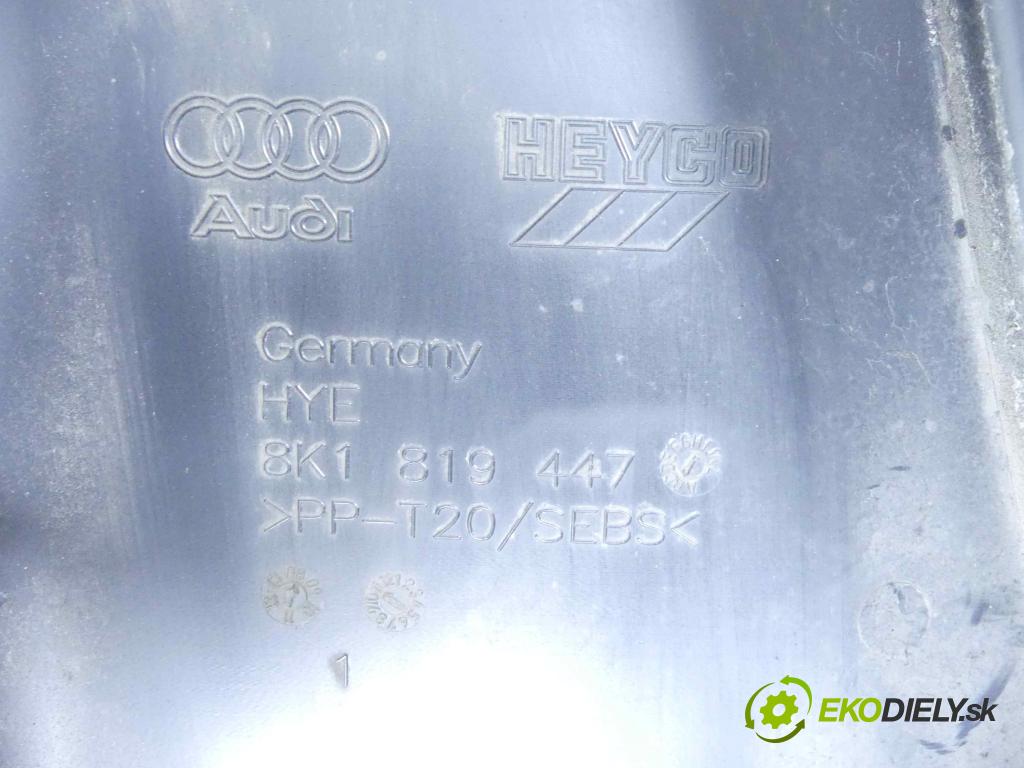 Audi
HEYCO
Germany
HYE
8K1 819 447
>PP-T20/SEBS<
1
EKODIELY.sk